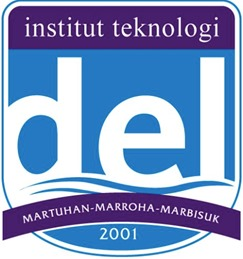 institut teknologi
del
MARTUHAN-MARROHA-MARBISUK
2001